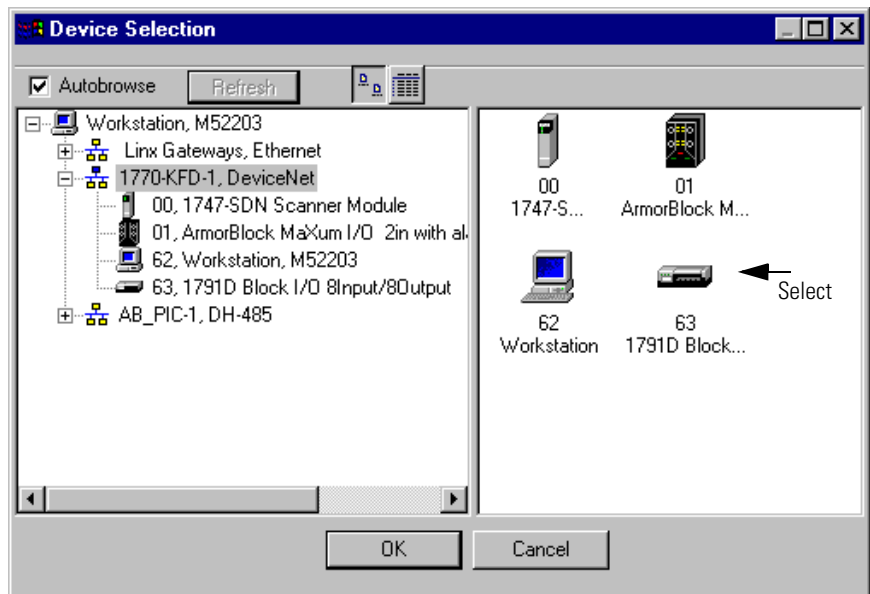 Device Selection
Autobrowse
Refresh
Workstation, M52203
Linx Gateways, Ethernet
1770-KFD-1, DeviceNet
00, 1747-SDN Scanner Module
01, ArmorBlock MaXum I/O 2in with al
62, Workstation, M52203
63, 1791D Block I/O 8Input/8Output
AB_PIC-1, DH-485
00
1747-S...
01
ArmorBlock M...
62
Workstation
63
1791D Block...
Select
OK
Cancel